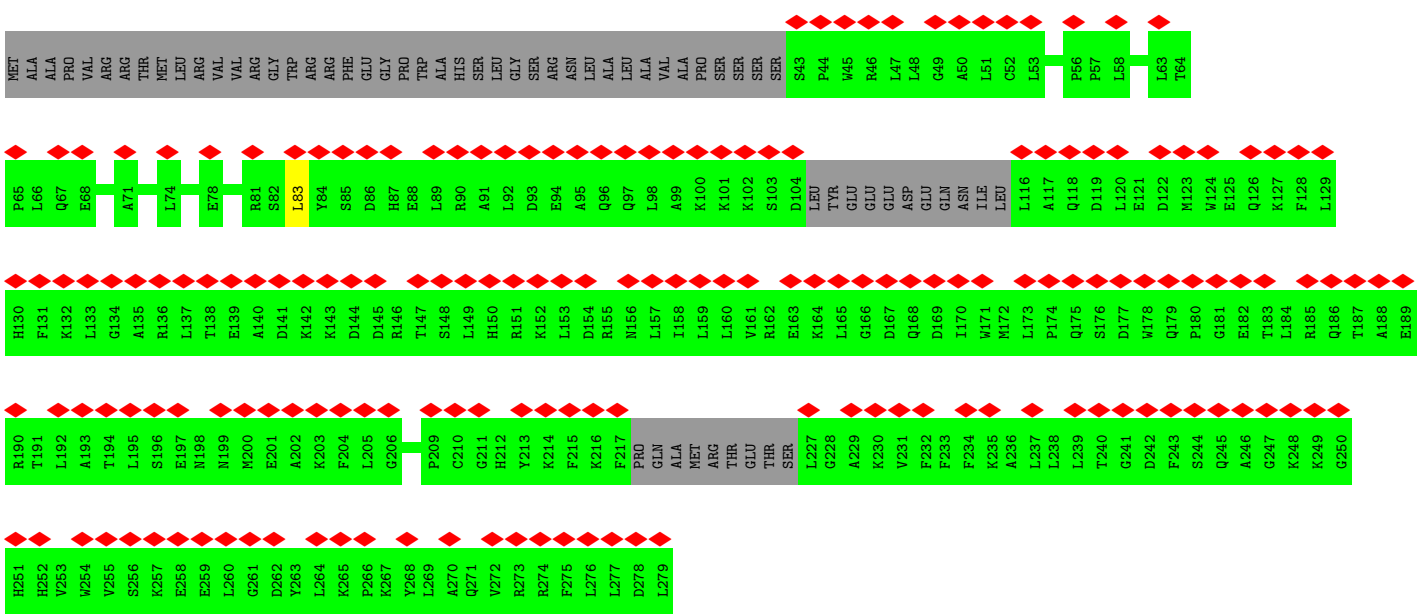 MET ALA ALA PRO VAL ARG ARG THR MET LEU ARG VAL VAL ARG GLY TRP ARG ARG PHE GLU GLY PRO TRP ALA HIS SER LEU GLY SER ARG ASN LEU ALA LEU ALA VAL ALA PRO SER SER SER SER S43 P44 W45 R46 L47 L48 G49 A50 L51 C52 L53 P56 P57 L58 L63 T64
P65 L66 Q67 E68 A71 L74 E78 R81 S82 L83 Y84 S85 D86 H87 E88 L89 R90 A91 L92 D93 E94 A95 Q96 Q97 L98 A99 K100 K101 K102 S103 D104 LEU TYR GLU GLU GLU ASP GLU GLN ASN ILE LEU L116 A117 Q118 D119 L120 E121 D122 M123 W124 E125 Q126 K127 F128 L129
H130 F131 K132 L133 G134 A135 R136 L137 T138 E139 A140 D141 K142 K143 D144 D145 R146 T147 S148 L149 H150 R151 K152 L153 D154 R155 N156 L157 I158 L159 L160 V161 R162 E163 K164 L165 G166 D167 Q168 D169 I170 W171 M172 L173 P174 Q175 S176 D177 W178 Q179 P180 G181 E182 T183 L184 R185 Q186 T187 A188 E189
R190 T191 L192 A193 T194 L195 S196 E197 N198 N199 M200 E201 A202 K203 F204 L205 G206 P209 C210 G211 H212 Y213 K214 F215 K216 F217 PRO GLN ALA MET ARG THR GLU THR SER L227 G228 A229 K230 V231 F232 F233 F234 K235 A236 L237 L238 L239 T240 G241 D242 F243 S244 Q245 A246 G247 K248 K249 G250
H251 H252 V253 W254 V255 S256 K257 E258 E259 L260 G261 D262 Y263 L264 K265 P266 K267 Y268 L269 A270 Q271 V272 R273 R274 F275 L276 L277 D278 L279